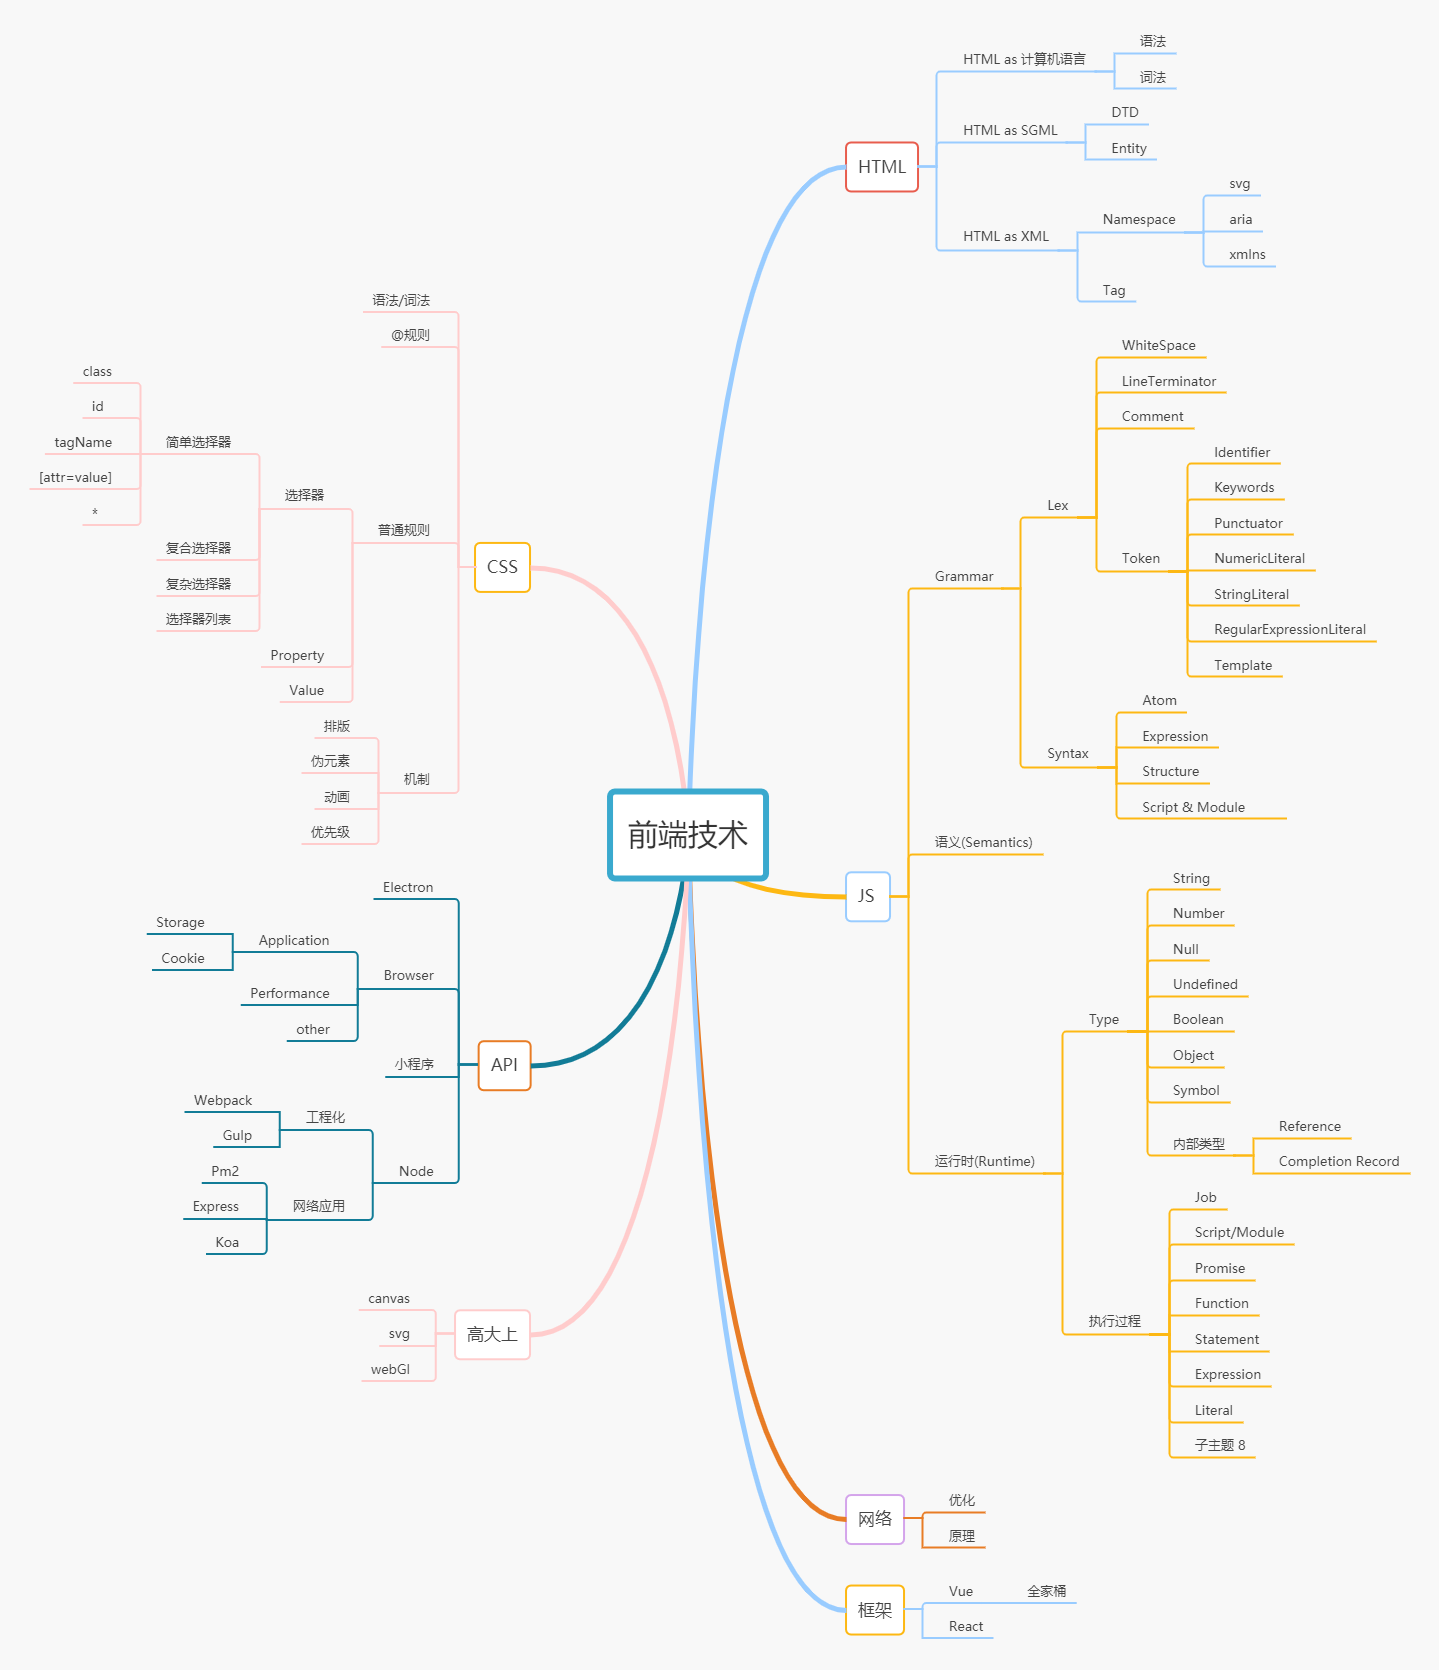 前端技术
HTML
HTML as 计算机语言
语法
词法
HTML as SGML
DTD
Entity
HTML as XML
Namespace
svg
aria
xmlns
Tag
JS
Grammar
Lex
WhiteSpace
LineTerminator
Comment
Token
Identifier
Keywords
Punctuator
NumericLiteral
StringLiteral
RegularExpressionLiteral
Template
Syntax
Atom
Expression
Structure
Script & Module
语义(Semantics)
运行时(Runtime)
Type
String
Number
Null
Undefined
Boolean
Object
Symbol
内部类型
Reference
Completion Record
执行过程
Job
Script/Module
Promise
Function
Statement
Expression
Literal
子主题 8
网络
优化
原理
框架
Vue
全家桶
React
CSS
语法/词法
@规则
普通规则
选择器
简单选择器
class
id
tagName
[attr=value]
*
复合选择器
复杂选择器
选择器列表
Property
Value
机制
排版
伪元素
动画
优先级
API
Electron
Browser
Application
Storage
Cookie
Performance
other
小程序
Node
工程化
Webpack
Gulp
网络应用
Pm2
Express
Koa
高大上
canvas
svg
webGl